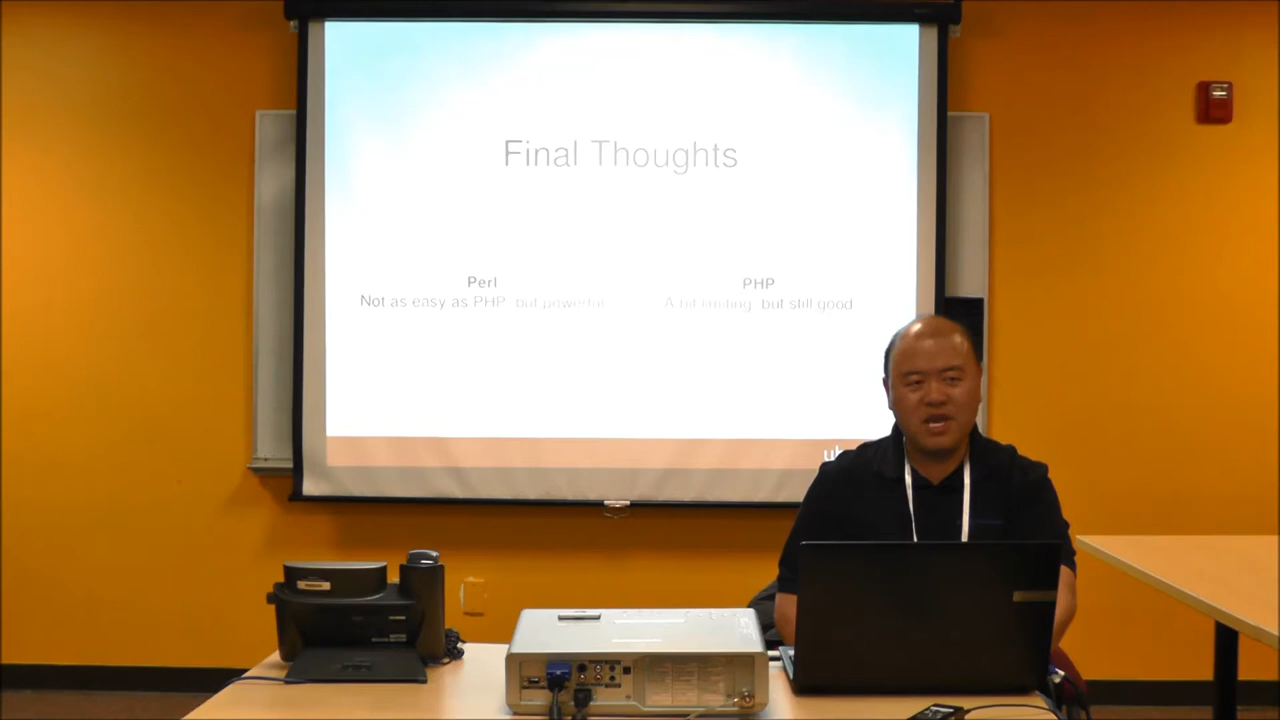 Final Thoughts
Perl
Not as easy as PHP, but powerful
PHP
A bit limiting, but still good